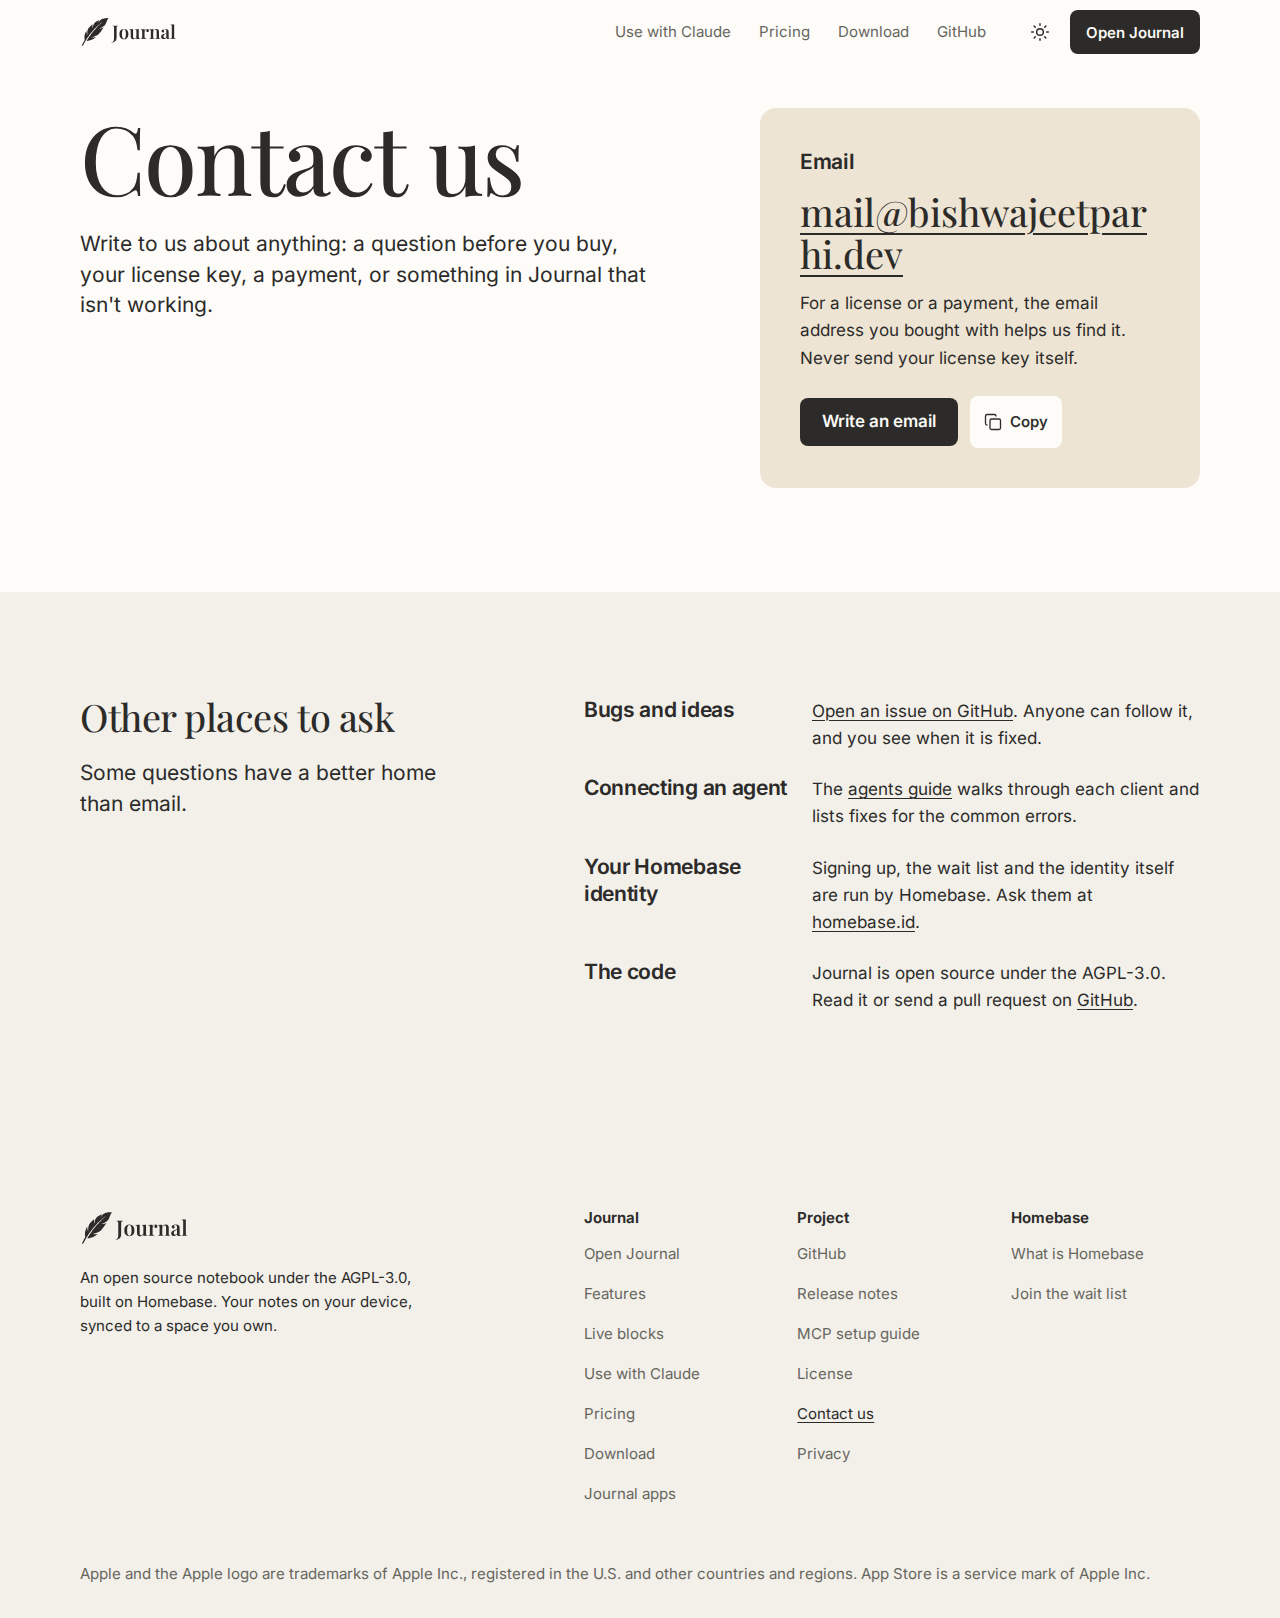 Journal
Use with Claude
Pricing
Download
GitHub
Open Journal
Contact us
Write to us about anything: a question before you buy,
your license key, a payment, or something in Journal that
isn't working.
Email
mail@bishwajeetpar
hi.dev
For a license or a payment, the email
address you bought with helps us find it.
Never send your license key itself.
Write an email
Copy
Other places to ask
Some questions have a better home
than email.
Bugs and ideas
Open an issue on GitHub. Anyone can follow it,
and you see when it is fixed.
Connecting an agent
The agents guide walks through each client and
lists fixes for the common errors.
Your Homebase
identity
Signing up, the wait list and the identity itself
are run by Homebase. Ask them at
homebase.id.
The code
Journal is open source under the AGPL-3.0.
Read it or send a pull request on GitHub.
Journal
An open source notebook under the AGPL-3.0,
built on Homebase. Your notes on your device,
synced to a space you own.
Journal
Open Journal
Features
Live blocks
Use with Claude
Pricing
Download
Journal apps
Project
GitHub
Release notes
MCP setup guide
License
Contact us
Privacy
Homebase
What is Homebase
Join the wait list
Apple and the Apple logo are trademarks of Apple Inc., registered in the U.S. and other countries and regions. App Store is a service mark of Apple Inc.